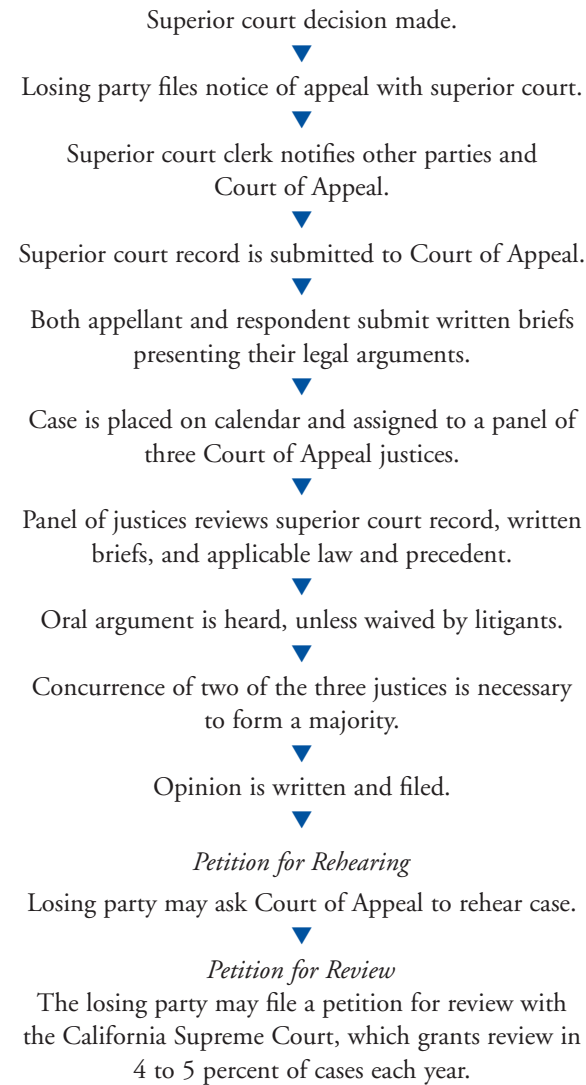 Superior court decision made.
Losing party files notice of appeal with superior court.
Superior court clerk notifies other parties and
Court of Appeal.
Superior court record is submitted to Court of Appeal.
Both appellant and respondent submit written briefs
presenting their legal arguments.
Case is placed on calendar and assigned to a panel of
three Court of Appeal justices.
Panel of justices reviews superior court record, written
briefs, and applicable law and precedent.
Oral argument is heard, unless waived by litigants.
Concurrence of two of the three justices is necessary
to form a majority.
Opinion is written and filed.
Petition for Rehearing
Losing party may ask Court of Appeal to rehear case.
Petition for Review
The losing party may file a petition for review with
the California Supreme Court, which grants review in
4 to 5 percent of cases each year.